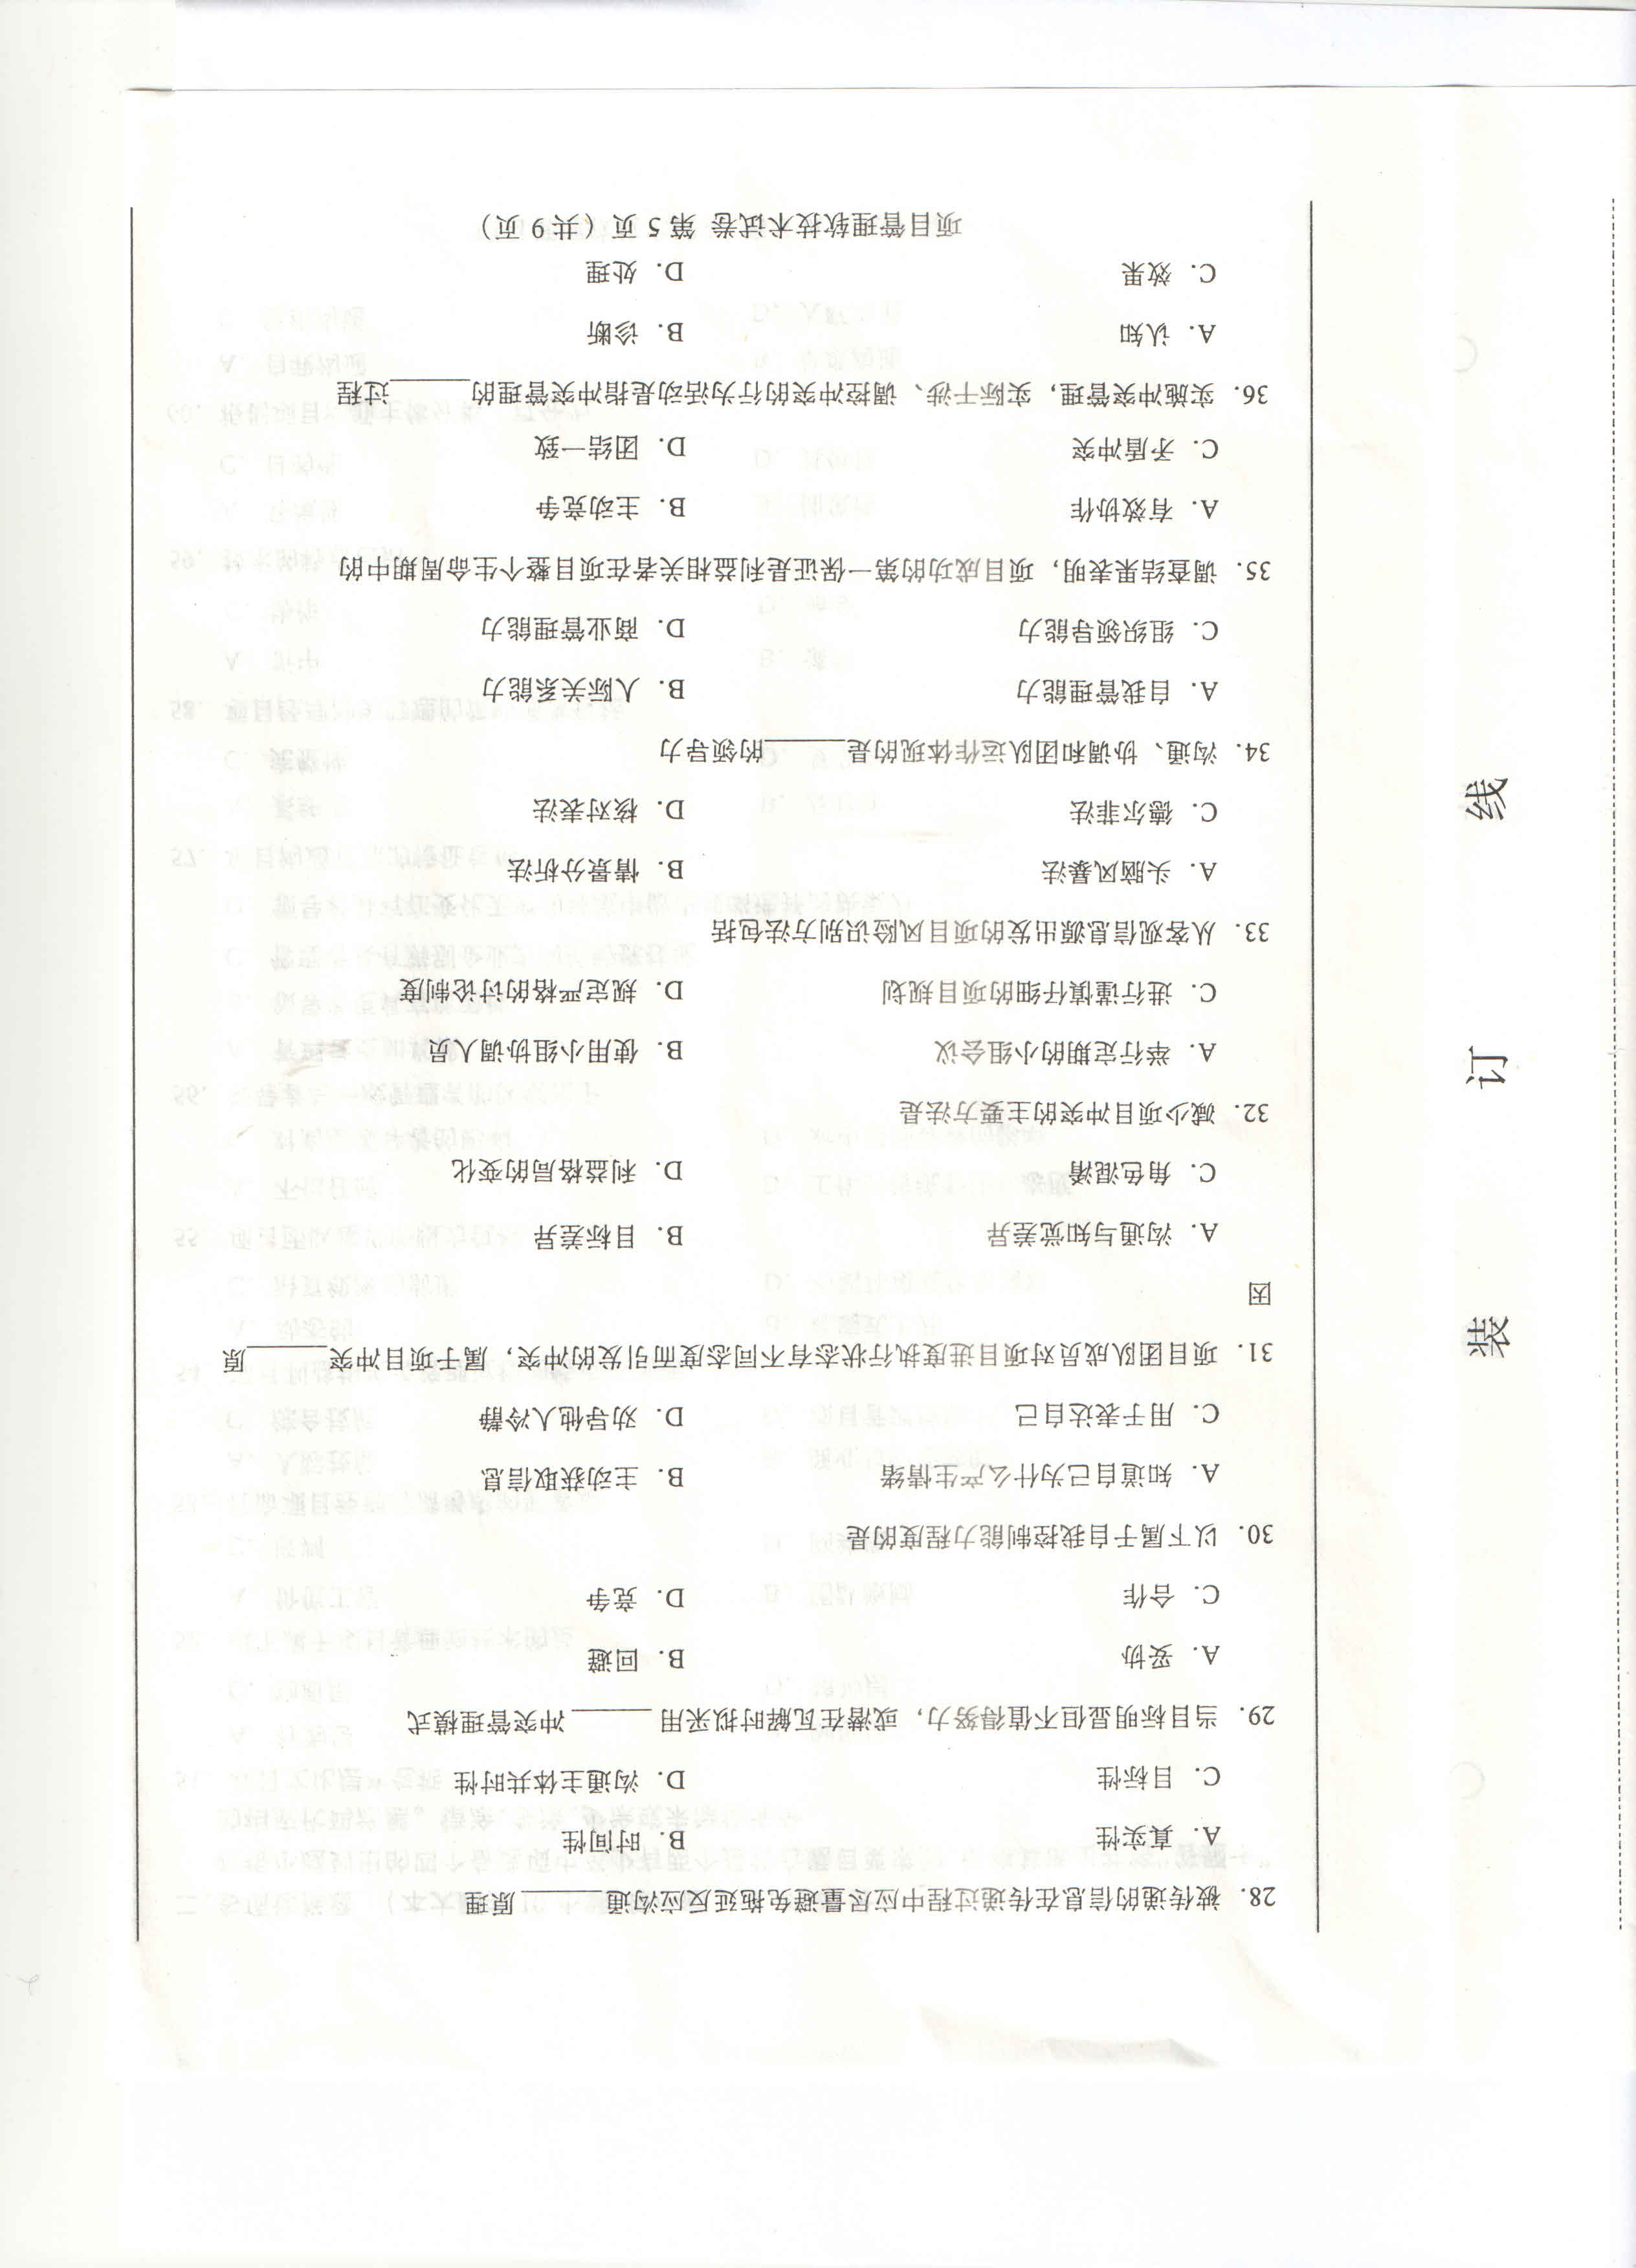 28. 被传递的信息在传递过程中应尽量避免拖延反应沟通______原理
A. 真实性 B. 时间性
C. 目标性 D. 沟通主体共时性
29. 当目标明显但不值得努力，或潜在瓦解时拟采用______冲突管理模式
A. 妥协 B. 回避
C. 合作 D. 竞争
30. 以下属于自我控制能力程度的是
A. 知道自己为什么产生情绪 B. 主动获取信息
C. 用于表达自己 D. 劝导他人冷静
31. 项目团队成员对项目进度执行状态有不同态度而引发的冲突，属于项目冲突______原
因
A. 沟通与知觉差异 B. 目标差异
C. 角色混淆 D. 利益格局的变化
32. 减少项目冲突的主要方法是
A. 举行定期的小组会议 B. 使用小组协调人员
C. 进行谨慎仔细的项目规划 D. 规定严格的讨论制度
33. 从客观信息源出发的项目风险识别方法包括
A. 头脑风暴法 B. 情景分析法
C. 德尔菲法 D. 核对表法
34. 沟通、协调和团队运作体现的是______的领导力
A. 自我管理能力 B. 人际关系能力
C. 组织领导能力 D. 商业管理能力
35. 调查结果表明，项目成功的第一保证是利益相关者在项目整个生命周期中的
A. 有效协作 B. 主动竞争
C. 矛盾冲突 D. 团结一致
36. 实施冲突管理，实际干涉、调控冲突的行为活动是指冲突管理的______过程
A. 认知 B. 诊断
C. 效果 D. 处理
项目管理软技术试卷 第 5 页（共 9 页）
装 订 线